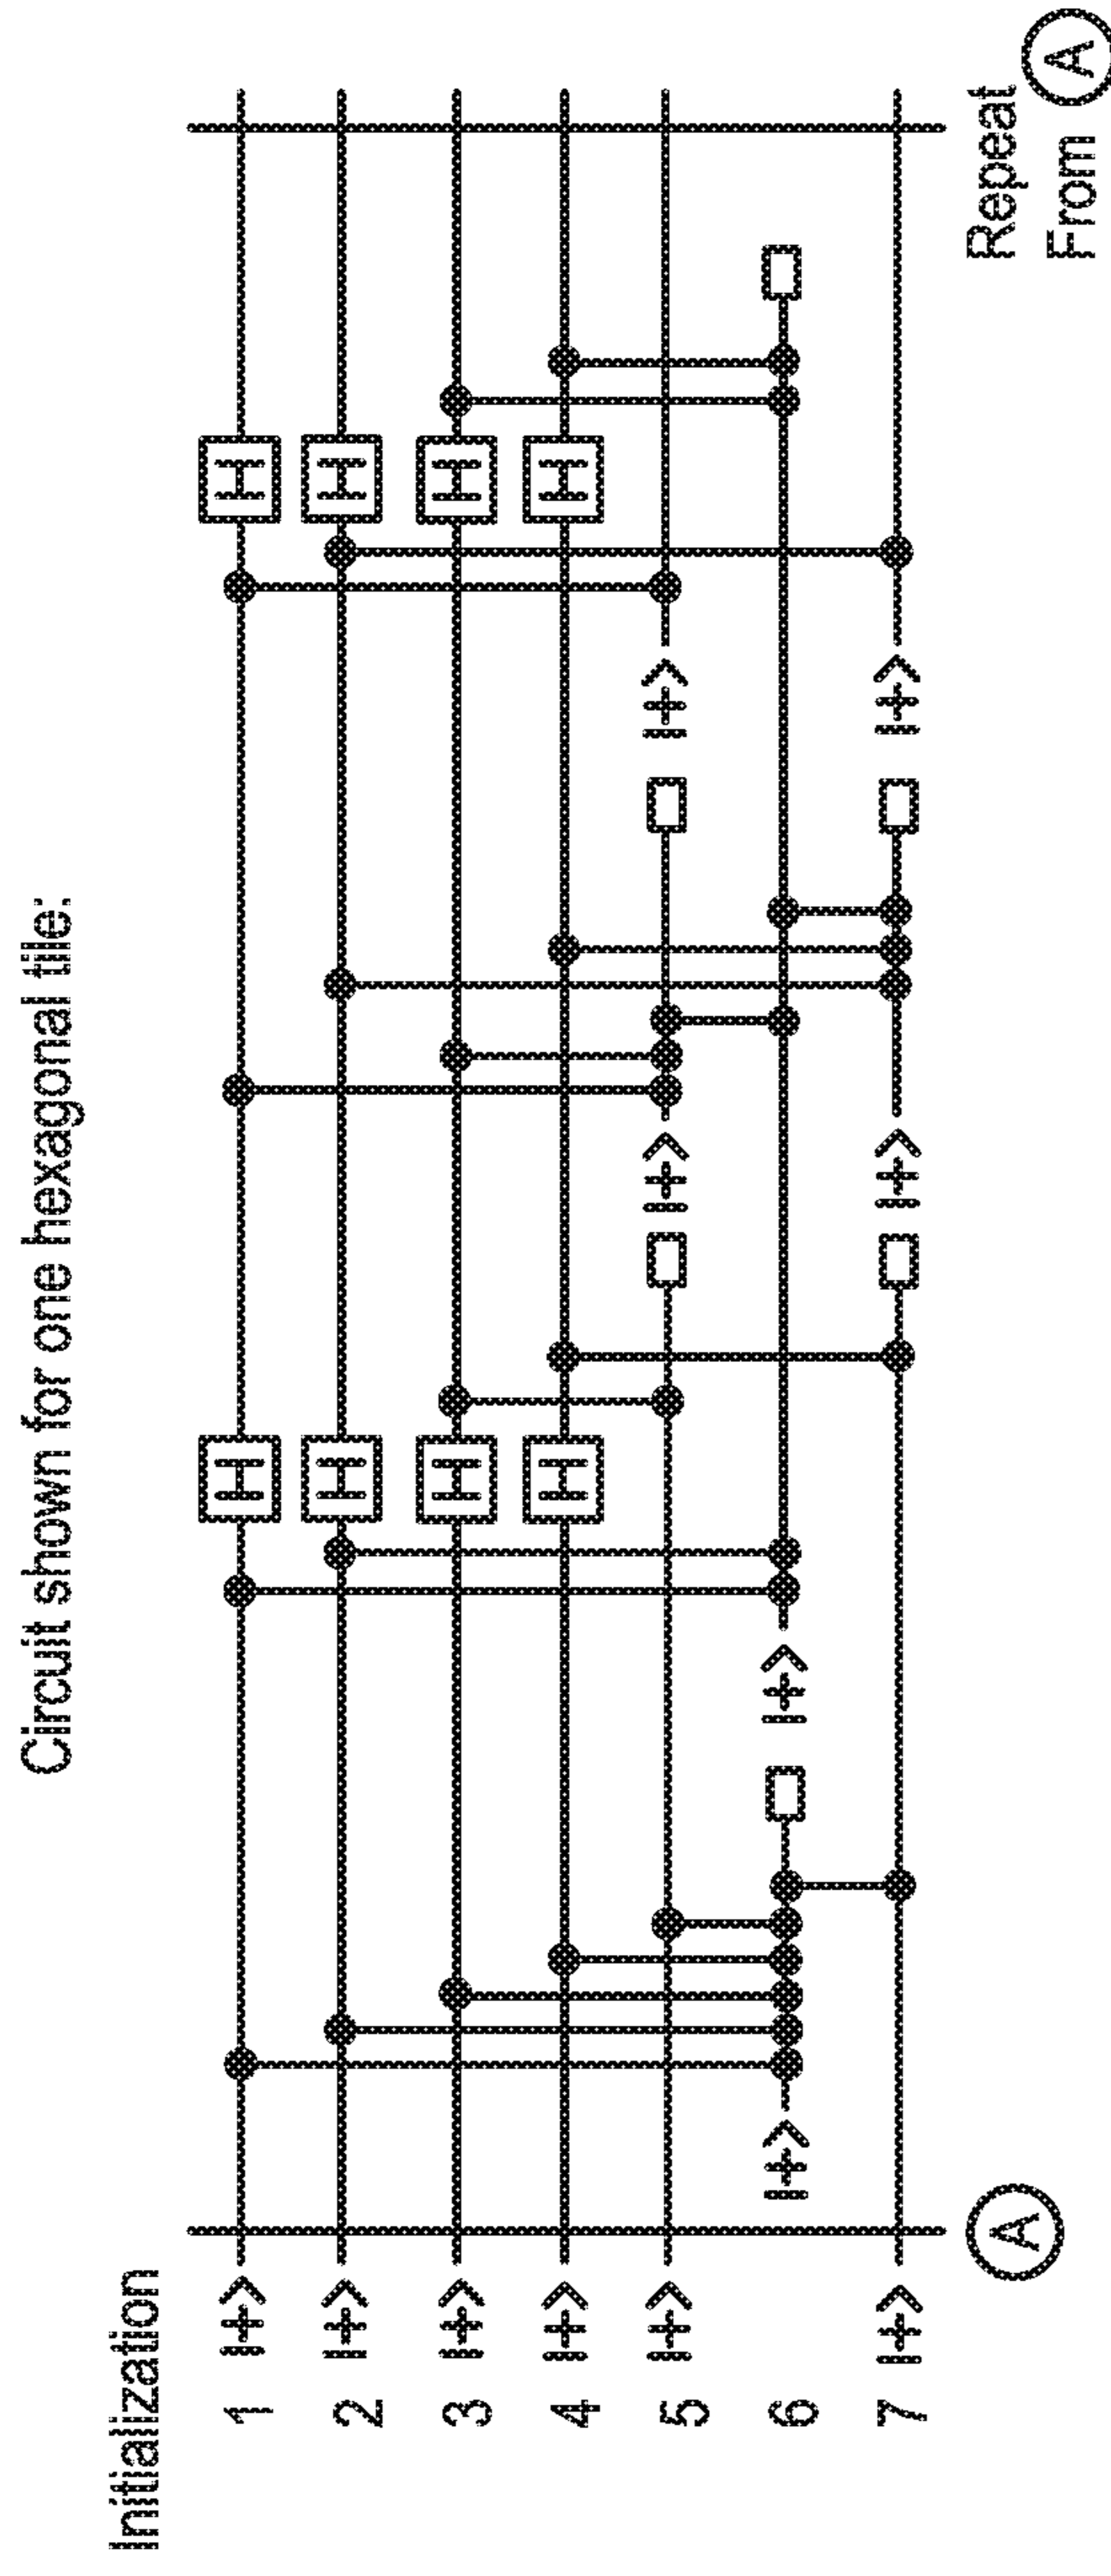 Circuit shown for one hexagonal tile:
Initialization
1 |+> H H
2 |+> H H
3 |+> H H
4 |+> H H
5 |+> |+> |+>
6 |+> |+>
7 |+> |+> |+>
A
Repeat
From A